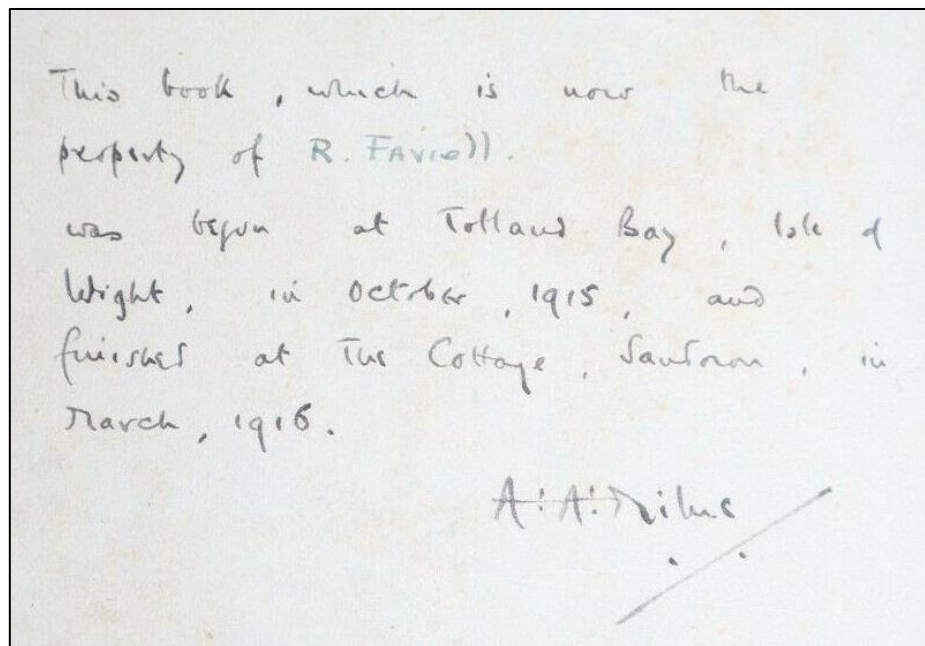 This book, which is now the
property of R. Faviell.
was begun at Totland Bay, Isle of
Wight, in October, 1915, and
finished at The Cottage, Sandown, in
March, 1916.
A. A. Milne